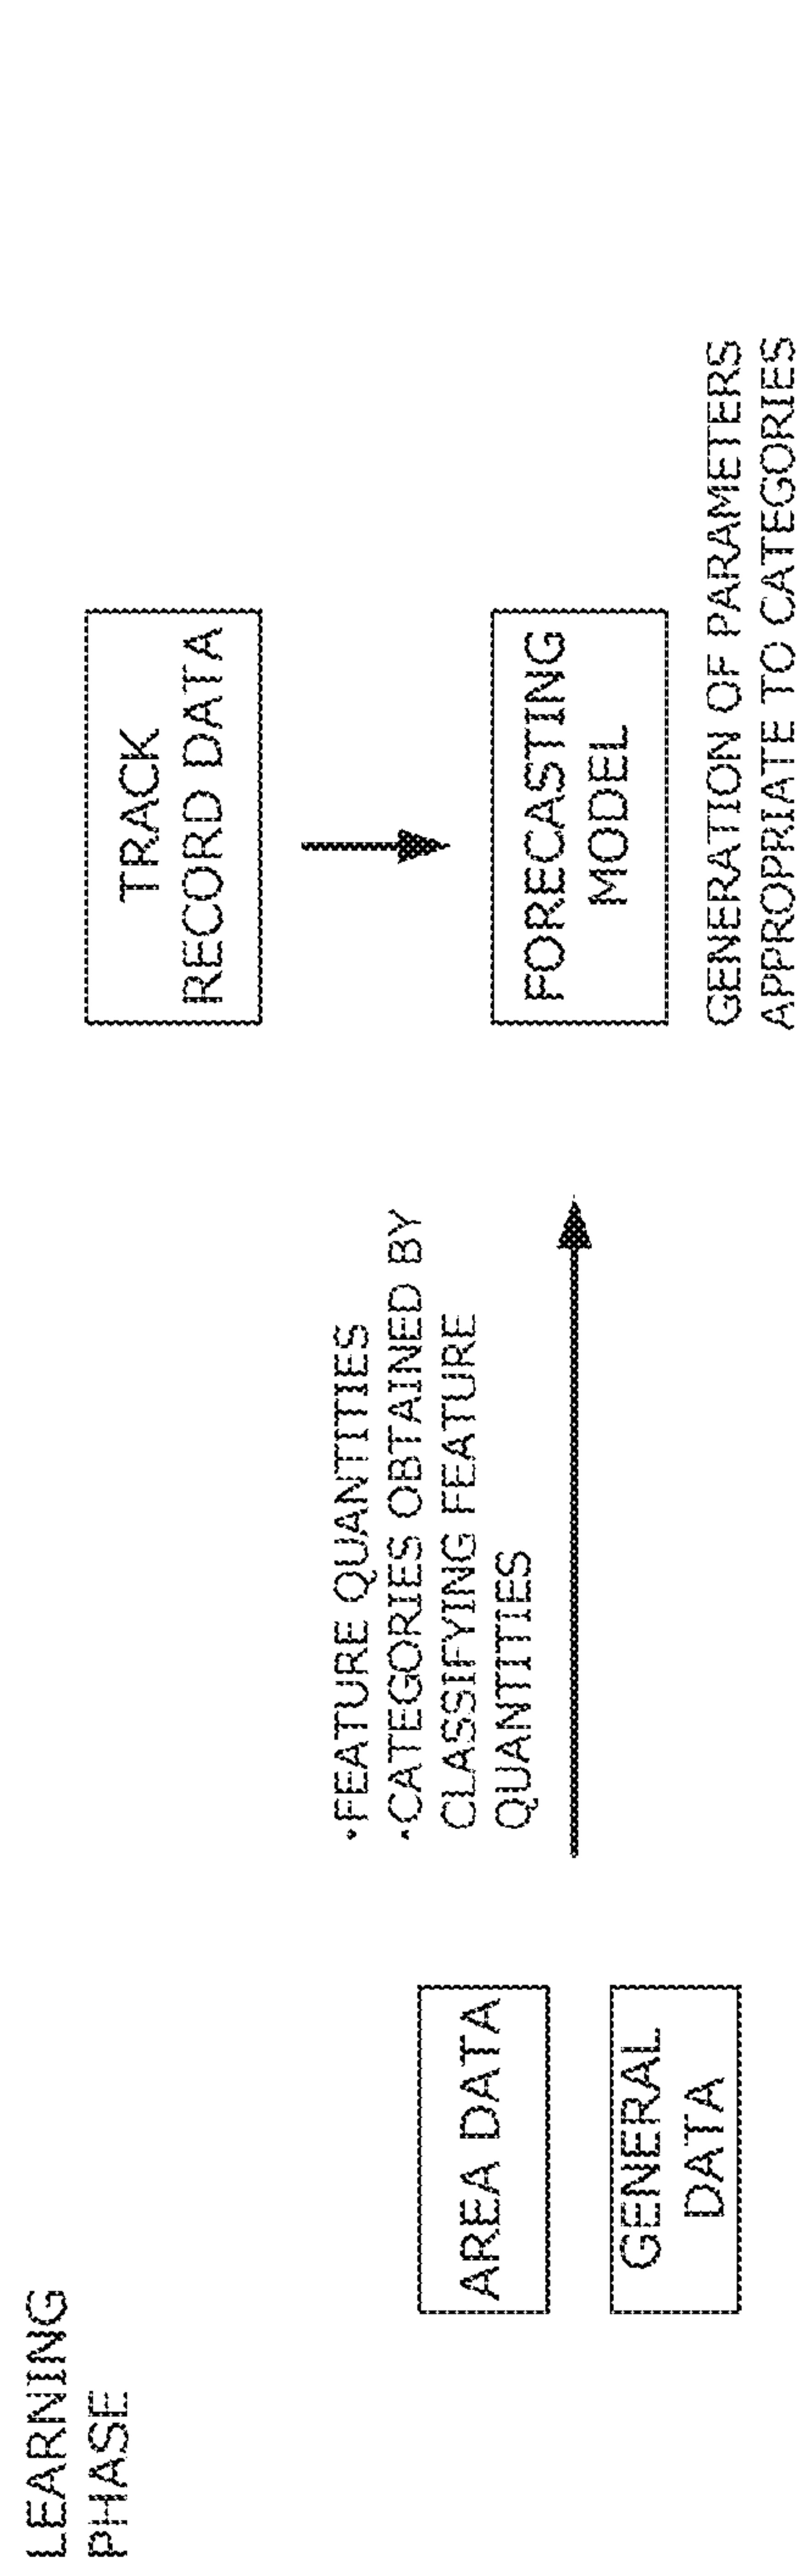 LEARNING
PHASE
TRACK
RECORD DATA
•FEATURE QUANTITIES
•CATEGORIES OBTAINED BY
CLASSIFYING FEATURE
QUANTITIES
AREA DATA
GENERAL
DATA
FORECASTING
MODEL
GENERATION OF PARAMETERS
APPROPRIATE TO CATEGORIES